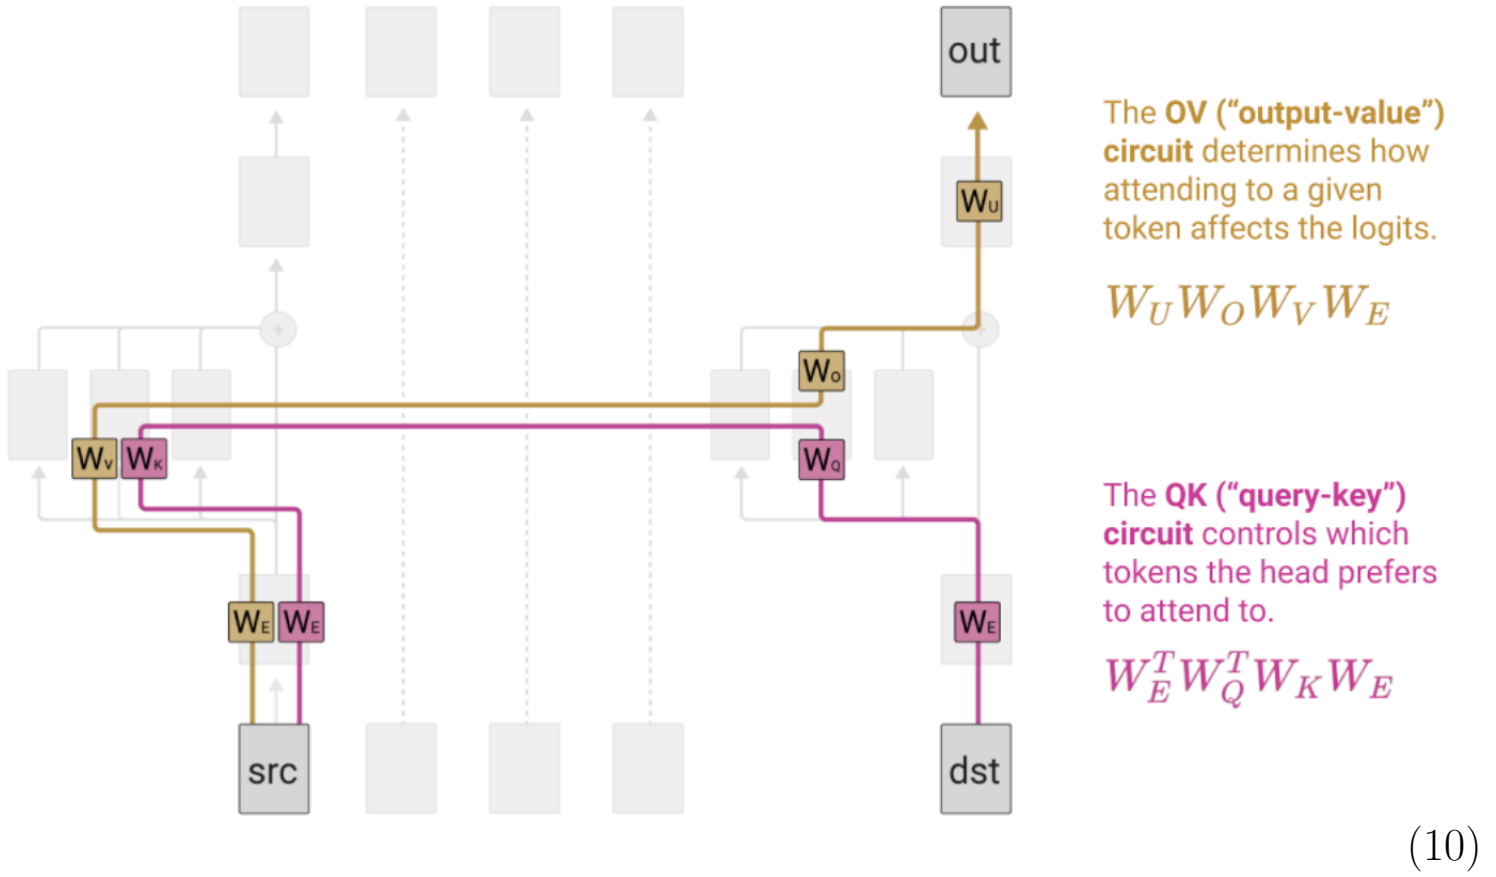 out
The OV (“output-value”)
circuit determines how
attending to a given
token affects the logits.
W_U
W_U W_O W_V W_E
W_O
W_V W_K
W_Q
The QK (“query-key”)
circuit controls which
tokens the head prefers
to attend to.
W_E W_E
W_E
W_E^T W_Q^T W_K W_E
src
dst
(10)